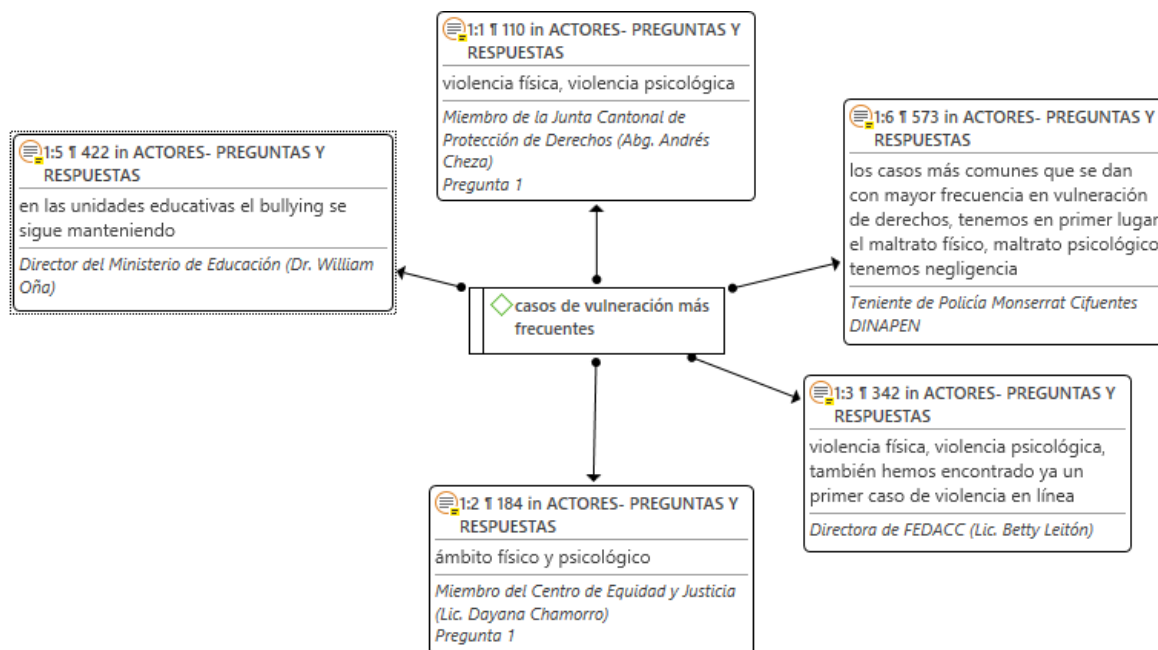 1:1 ¶ 110 in ACTORES- PREGUNTAS Y
RESPUESTAS
violencia física, violencia psicológica
Miembro de la Junta Cantonal de
Protección de Derechos (Abg. Andrés
Cheza)
Pregunta 1
1:5 ¶ 422 in ACTORES- PREGUNTAS Y
RESPUESTAS
en las unidades educativas el bullying se
sigue manteniendo
Director del Ministerio de Educación (Dr. William
Oña)
1:6 ¶ 573 in ACTORES- PREGUNTAS Y
RESPUESTAS
los casos más comunes que se dan
con mayor frecuencia en vulneración
de derechos, tenemos en primer lugar
el maltrato físico, maltrato psicológico
tenemos negligencia
Teniente de Policía Monserrat Cifuentes
DINAPEN
casos de vulneración más
frecuentes
1:3 ¶ 342 in ACTORES- PREGUNTAS Y
RESPUESTAS
violencia física, violencia psicológica,
también hemos encontrado ya un
primer caso de violencia en línea
Directora de FEDACC (Lic. Betty Leitón)
1:2 ¶ 184 in ACTORES- PREGUNTAS Y
RESPUESTAS
ámbito físico y psicológico
Miembro del Centro de Equidad y Justicia
(Lic. Dayana Chamorro)
Pregunta 1